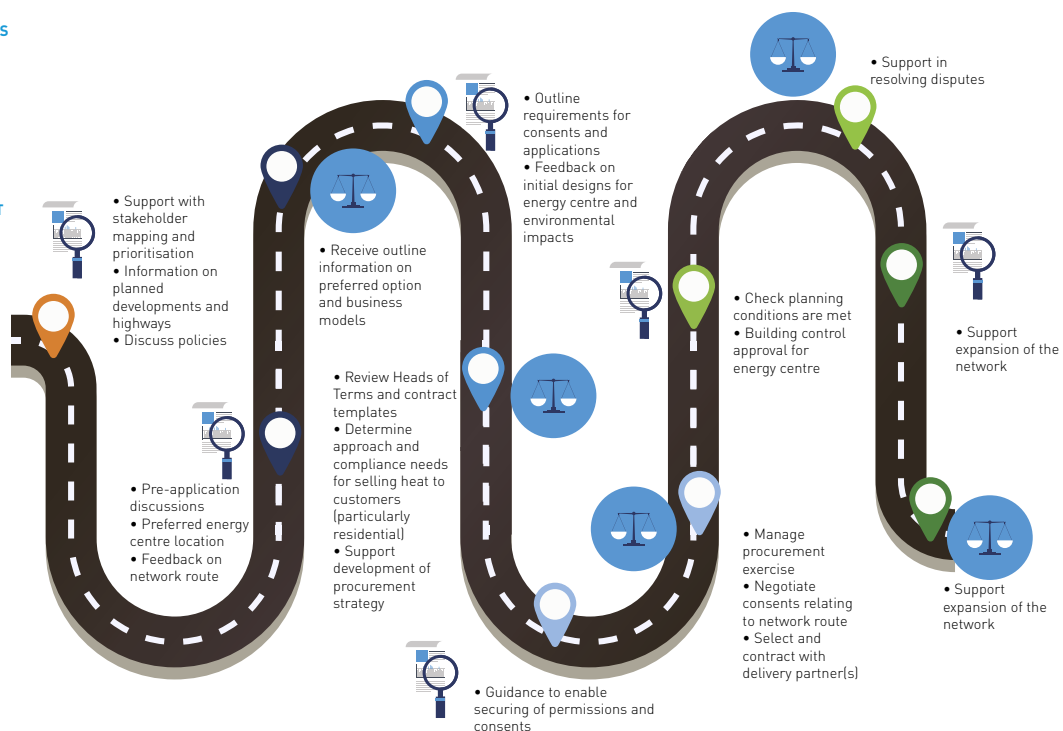 S
T
• Support with
stakeholder
mapping and
prioritisation
• Information on
planned
developments and
highways
• Discuss policies
• Pre-application
discussions
• Preferred energy
centre location
• Feedback on
network route
• Receive outline
information on
preferred option
and business
models
• Outline
requirements for
consents and
applications
• Feedback on
initial designs for
energy centre and
environmental
impacts
• Review Heads of
Terms and contract
templates
• Determine
approach and
compliance needs
for selling heat to
customers
(particularly
residential)
• Support
development of
procurement
strategy
• Guidance to enable
securing of permissions and
consents
• Manage
procurement
exercise
• Negotiate
consents relating
to network route
• Select and
contract with
delivery partner(s)
• Check planning
conditions are met
• Building control
approval for
energy centre
• Support in
resolving disputes
• Support
expansion of the
network
• Support
expansion of the
network